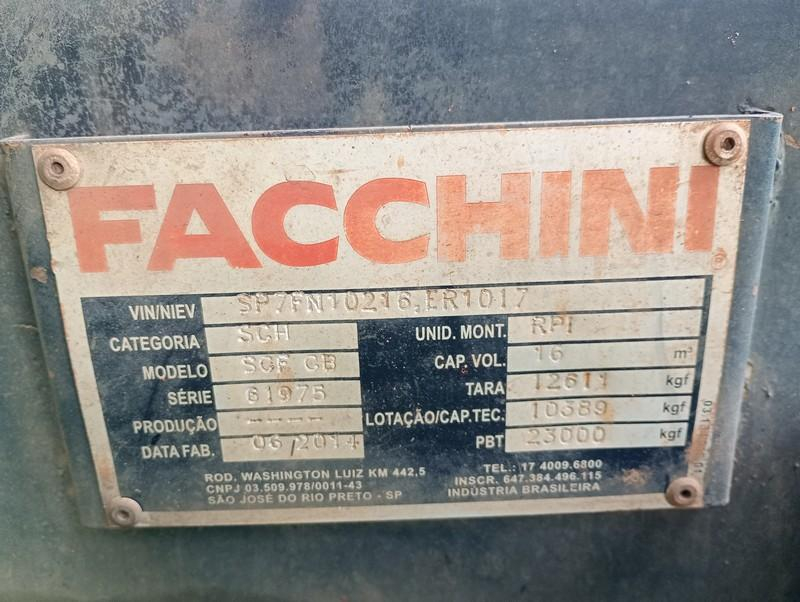 FACCHINI
VIN/NIEV SP7FN10216.ER1017
CATEGORIA SCH UNID. MONT. RPI
MODELO SCF CB CAP. VOL. 16 m³
SÉRIE 61975 TARA 12611 kgf
PRODUÇÃO ---- LOTAÇÃO/CAP.TEC. 10389 kgf
DATA FAB. 06/2014 PBT 23000 kgf
ROD. WASHINGTON LUIZ KM 442,5 TEL.: 17 4009.6800
CNPJ 03.509.978/0011-43 INSCR. 647.384.496.115
SÃO JOSÉ DO RIO PRETO - SP INDÚSTRIA BRASILEIRA